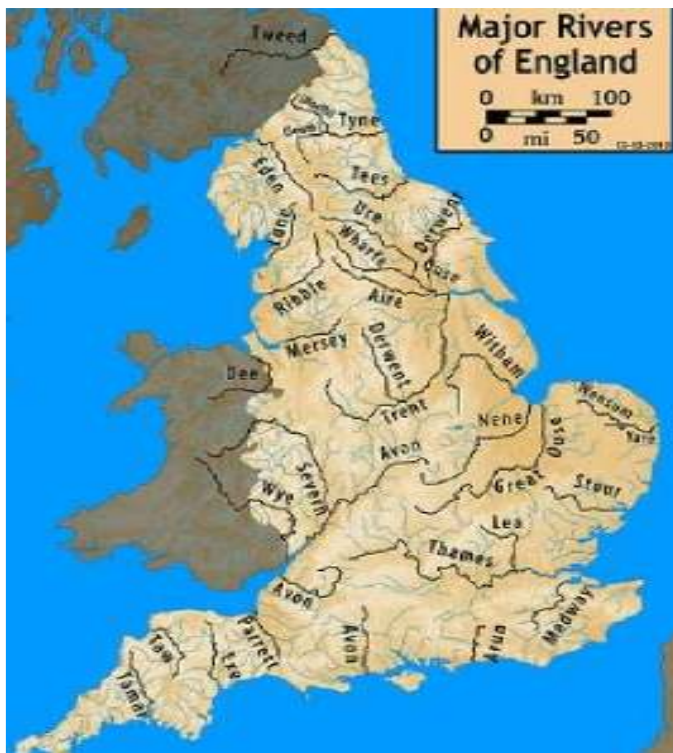 Major Rivers
of England
0 km 100
0 mi 50
Tweed
Tyne
Eden
Tees
Ure
Derwent
Lune
Wharfe
Ouse
Ribble
Aire
Mersey
Derwent
Witham
Dee
Trent
Nene
Wensum
Yare
Ouse
Avon
Severn
Great
Stour
Wye
Lea
Thames
Avon
Medway
Avon
Arun
Parrett
Exe
Taw
Tamar